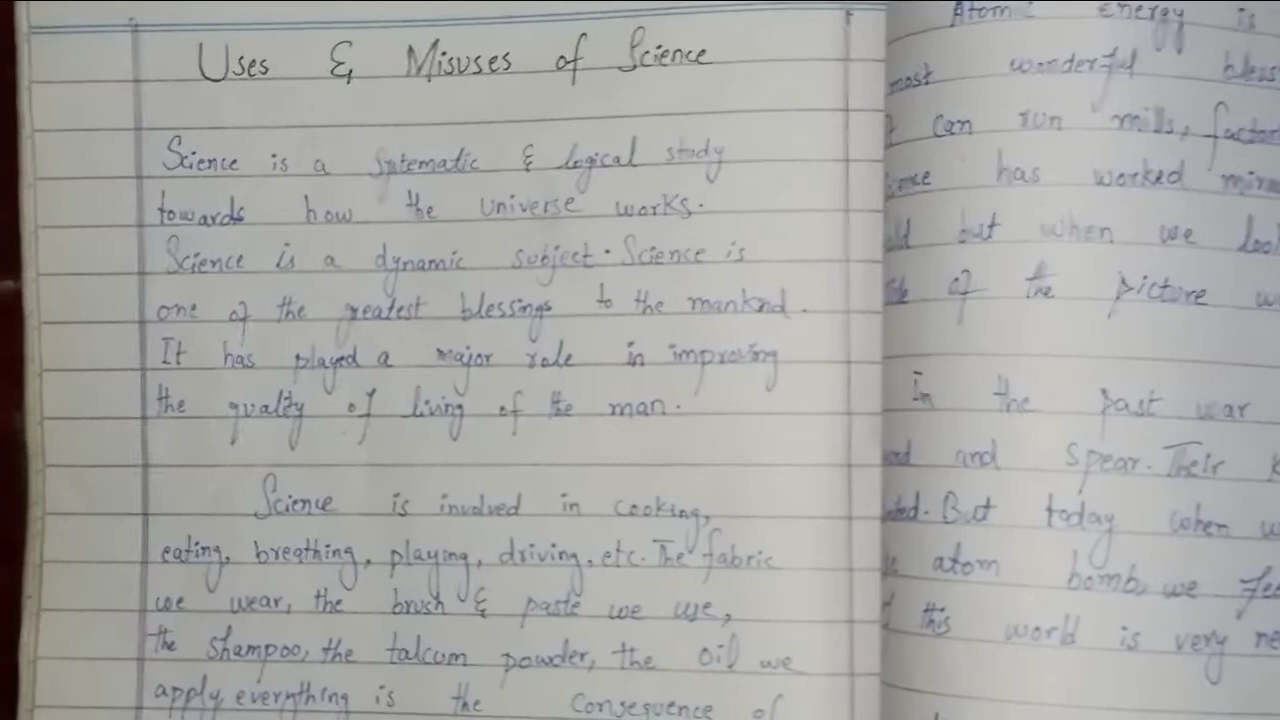 Uses & Misuses of Science
Science is a systematic & logical study
towards how the universe works.
Science is a dynamic subject. Science is
one of the greatest blessings to the mankind.
It has played a major role in improving
the quality of living of the man.
Science is involved in cooking,
eating, breathing, playing, driving, etc. The fabric
we wear, the brush & paste we use,
the shampoo, the talcum powder, the oil we
apply, everything is the consequence of
Atomic Energy is
most wonderful
can run mills,
has worked
but when we
of the picture
In the past war
and spear. Their
But today when
atom bomb, we
this world is very